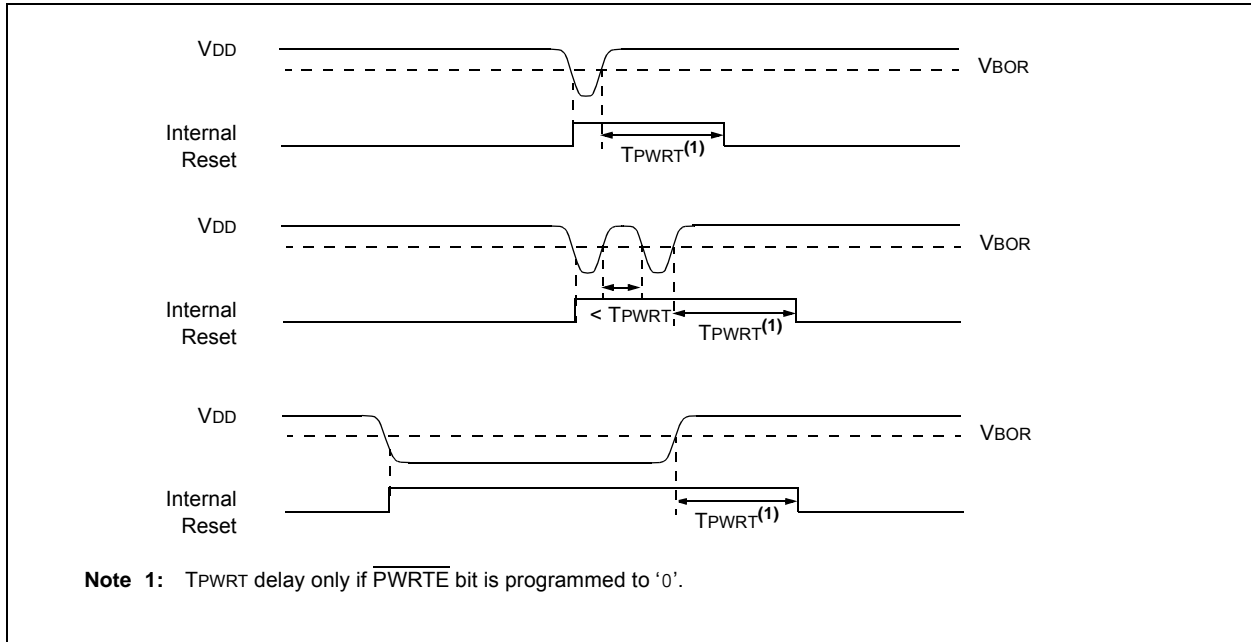 VDD
VBOR
Internal
Reset
TPWRT(1)
VDD
VBOR
Internal
Reset
< TPWRT
TPWRT(1)
VDD
VBOR
Internal
Reset
TPWRT(1)
Note 1: TPWRT delay only if PWRTE bit is programmed to ‘0’.